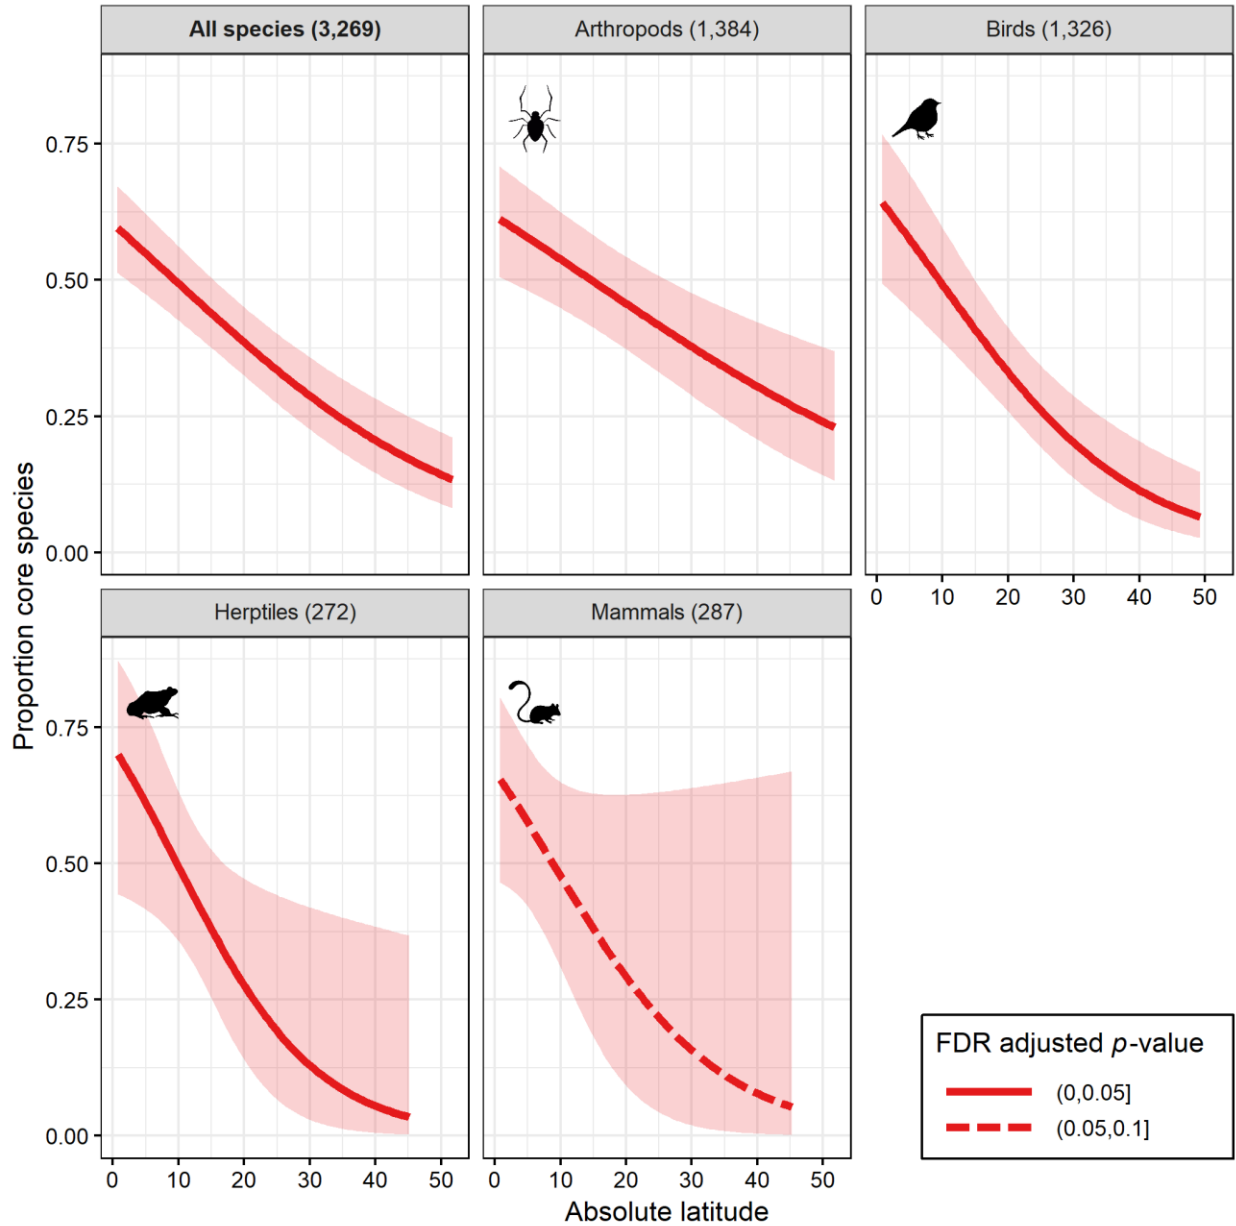 All species (3,269)
Arthropods (1,384)
Birds (1,326)
0.75
0.50
0.25
0.00
0 10 20 30 40 50
Herptiles (272)
Mammals (287)
0.75
0.50
0.25
0.00
0 10 20 30 40 50
0 10 20 30 40 50
Proportion core species
Absolute latitude
FDR adjusted p-value
(0,0.05]
(0.05,0.1]